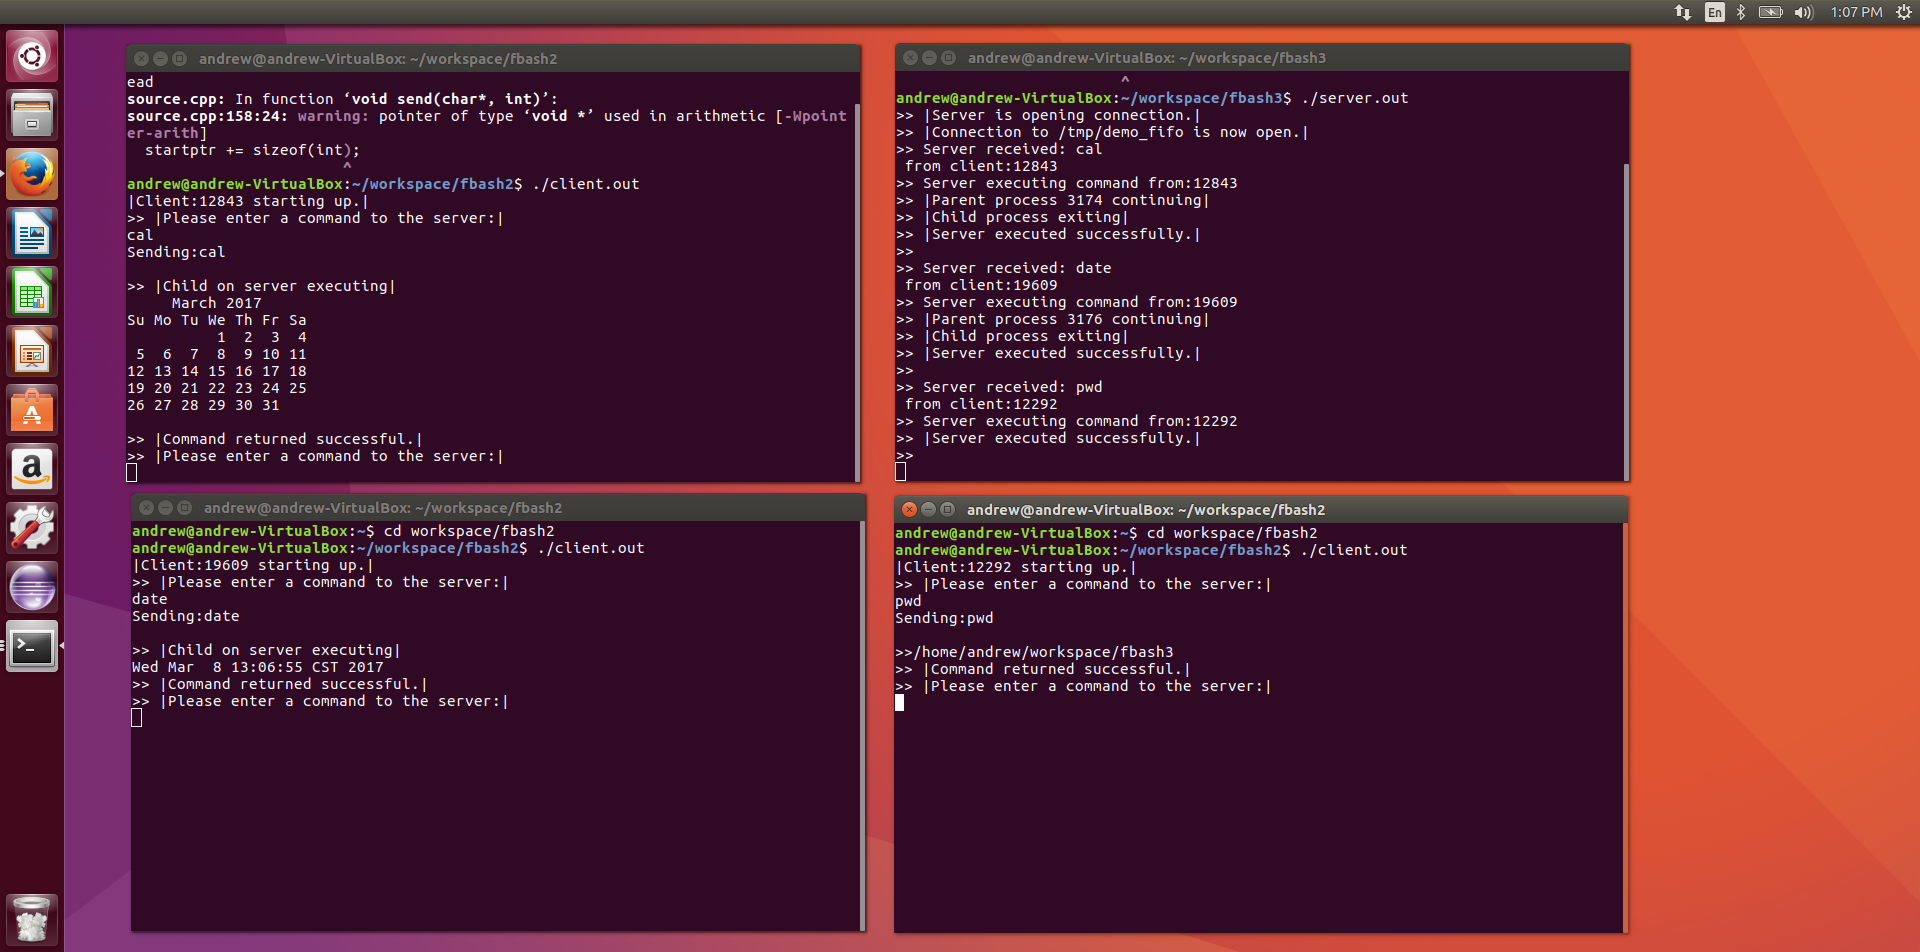 En 1:07 PM
andrew@andrew-VirtualBox: ~/workspace/fbash2
ead
source.cpp: In function ‘void send(char*, int)’:
source.cpp:158:24: warning: pointer of type ‘void *’ used in arithmetic [-Wpoint
er-arith]
  startptr += sizeof(int);
                        ^
andrew@andrew-VirtualBox:~/workspace/fbash2$ ./client.out
|Client:12843 starting up.|
>> |Please enter a command to the server:|
cal
Sending:cal
>> |Child on server executing|
     March 2017
Su Mo Tu We Th Fr Sa
          1  2  3  4
 5  6  7  8  9 10 11
12 13 14 15 16 17 18
19 20 21 22 23 24 25
26 27 28 29 30 31
>> |Command returned successful.|
>> |Please enter a command to the server:|
andrew@andrew-VirtualBox: ~/workspace/fbash3
                         ^
andrew@andrew-VirtualBox:~/workspace/fbash3$ ./server.out
>> |Server is opening connection.|
>> |Connection to /tmp/demo_fifo is now open.|
>> Server received: cal
 from client:12843
>> Server executing command from:12843
>> |Parent process 3174 continuing|
>> |Child process exiting|
>> |Server executed successfully.|
>>
>> Server received: date
 from client:19609
>> Server executing command from:19609
>> |Parent process 3176 continuing|
>> |Child process exiting|
>> |Server executed successfully.|
>>
>> Server received: pwd
 from client:12292
>> Server executing command from:12292
>> |Server executed successfully.|
>>
andrew@andrew-VirtualBox: ~/workspace/fbash2
andrew@andrew-VirtualBox:~$ cd workspace/fbash2
andrew@andrew-VirtualBox:~/workspace/fbash2$ ./client.out
|Client:19609 starting up.|
>> |Please enter a command to the server:|
date
Sending:date
>> |Child on server executing|
Wed Mar  8 13:06:55 CST 2017
>> |Command returned successful.|
>> |Please enter a command to the server:|
andrew@andrew-VirtualBox: ~/workspace/fbash2
andrew@andrew-VirtualBox:~$ cd workspace/fbash2
andrew@andrew-VirtualBox:~/workspace/fbash2$ ./client.out
|Client:12292 starting up.|
>> |Please enter a command to the server:|
pwd
Sending:pwd
>>/home/andrew/workspace/fbash3
>> |Command returned successful.|
>> |Please enter a command to the server:|